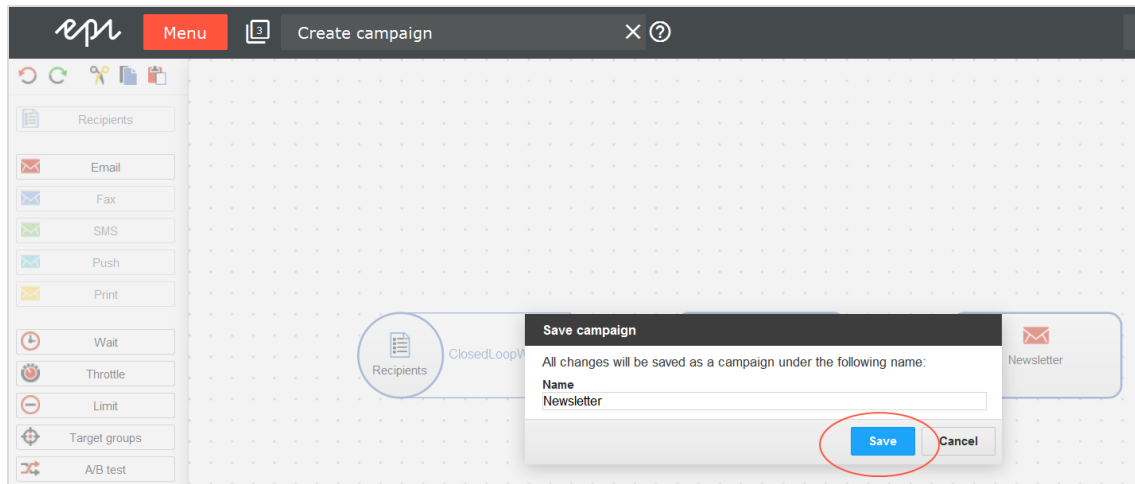 epi
Menu
3
Create campaign
Recipients
Email
Fax
SMS
Push
Print
Wait
Throttle
Limit
Target groups
A/B test
Recipients
ClosedLoopW
Newsletter
Save campaign
All changes will be saved as a campaign under the following name:
Name
Newsletter
Save
Cancel